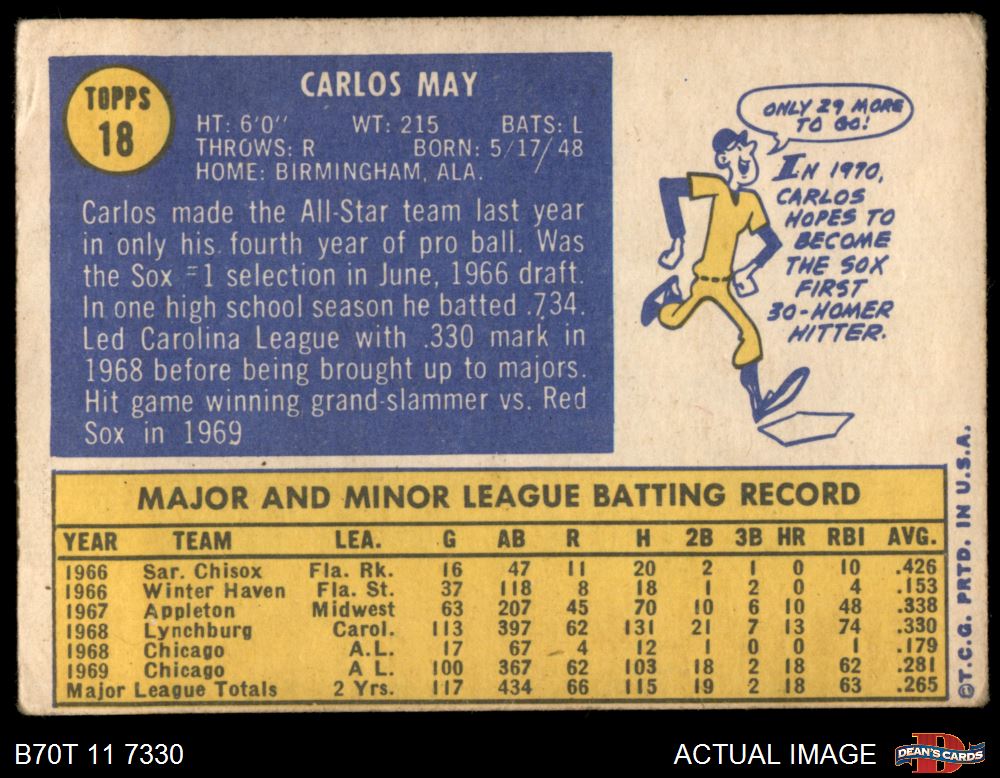 TOPPS
18
CARLOS MAY
HT: 6'0" WT: 215 BATS: L
THROWS: R BORN: 5/17/48
HOME: BIRMINGHAM, ALA.
Carlos made the All-Star team last year
in only his fourth year of pro ball. Was
the Sox =1 selection in June, 1966 draft.
In one high school season he batted .734.
Led Carolina League with .330 mark in
1968 before being brought up to majors.
Hit game winning grand-slammer vs. Red
Sox in 1969
ONLY 29 MORE
TO GO!
IN 1970,
CARLOS
HOPES TO
BECOME
THE SOX
FIRST
30-HOMER
HITTER.
MAJOR AND MINOR LEAGUE BATTING RECORD
YEAR TEAM LEA. G AB R H 2B 3B HR RBI AVG.
1966 Sar. Chisox Fla. Rk. 16 47 11 20 2 1 0 10 .426
1966 Winter Haven Fla. St. 37 118 8 18 1 2 0 4 .153
1967 Appleton Midwest 63 207 45 70 10 6 10 48 .338
1968 Lynchburg Carol. 113 397 62 131 21 7 13 74 .330
1968 Chicago A.L. 17 67 4 12 1 0 0 1 .179
1969 Chicago A L. 100 367 62 103 18 2 18 62 .281
Major League Totals 2 Yrs. 117 434 66 115 19 2 18 63 .265
©T.C.G. PRTD. IN U.S.A.
B70T 11 7330
ACTUAL IMAGE
DEAN'S CARDS